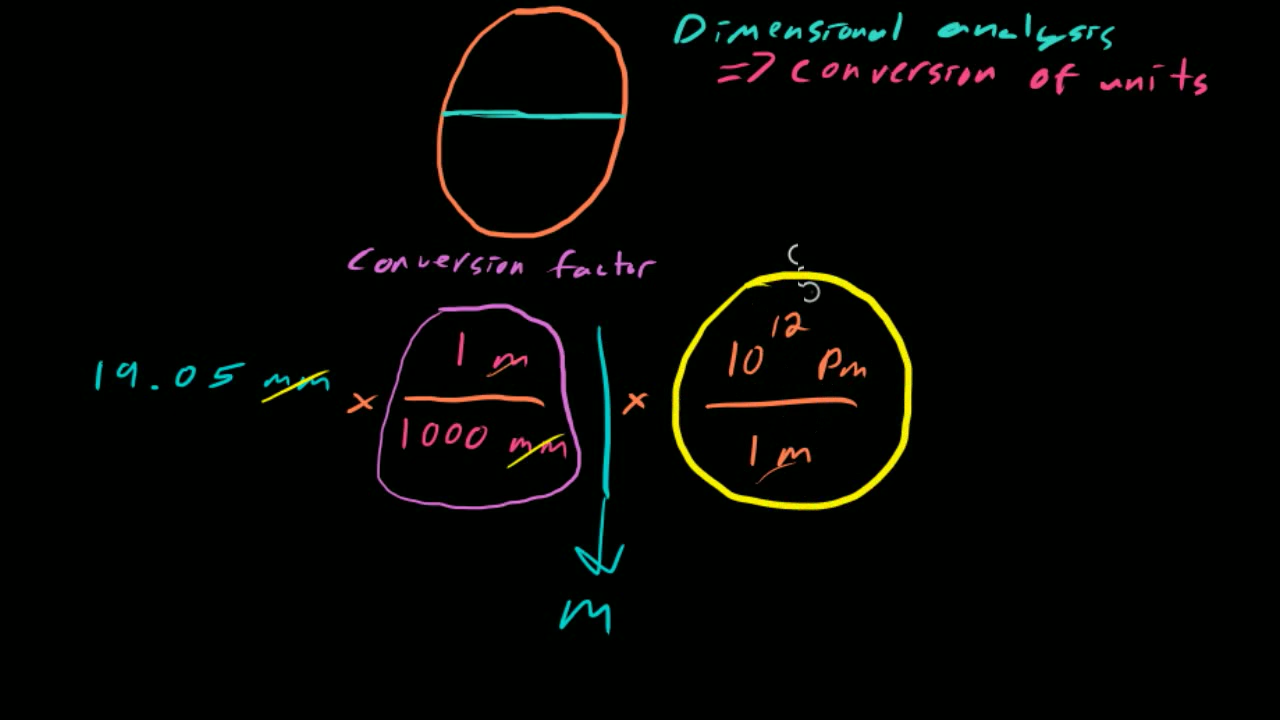 Dimensional analysis
=> Conversion of units
Conversion factor
19.05 mm × 1 m / 1000 mm × 10^12 pm / 1 m
m